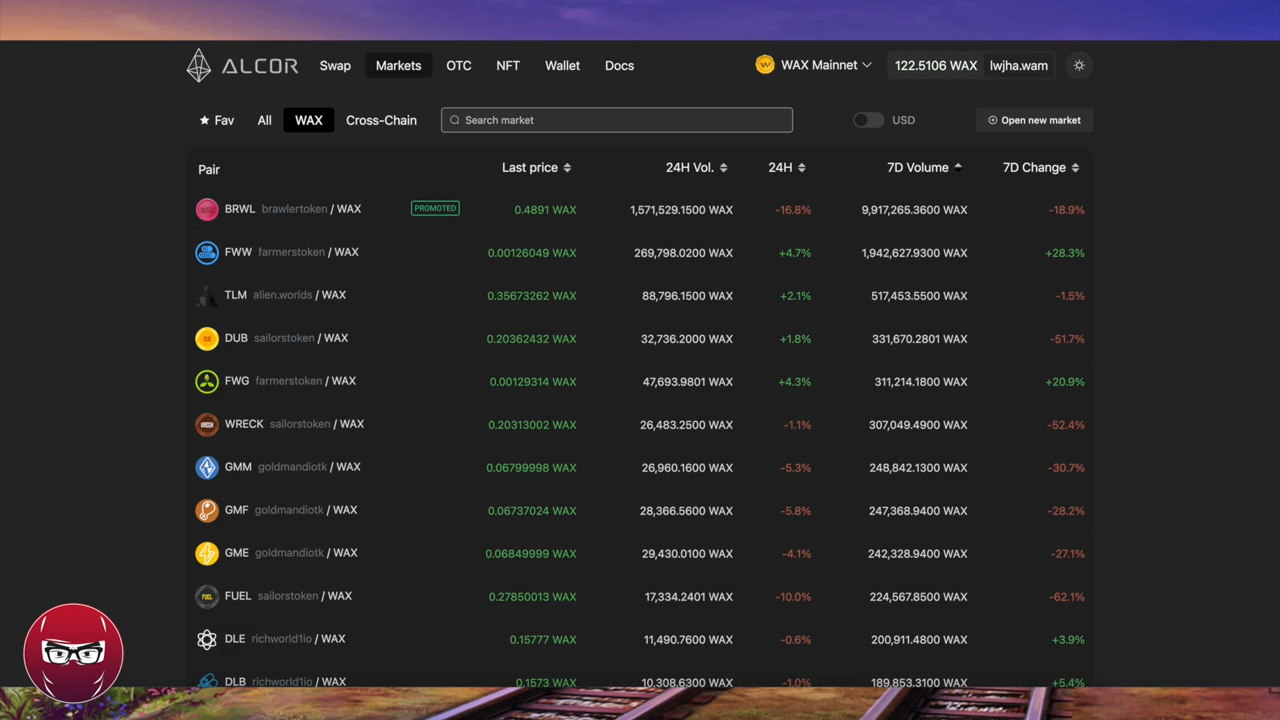 ALCOR Swap Markets OTC NFT Wallet Docs WAX Mainnet 122.5106 WAX lwjha.wam
Fav All WAX Cross-Chain Search market USD Open new market
Pair Last price 24H Vol. 24H 7D Volume 7D Change
BRWL brawlertoken / WAX PROMOTED 0.4891 WAX 1,571,529.1500 WAX -16.8% 9,917,265.3600 WAX -18.9%
FWW farmerstoken / WAX 0.00126049 WAX 269,798.0200 WAX +4.7% 1,942,627.9300 WAX +28.3%
TLM alien.worlds / WAX 0.35673262 WAX 88,796.1500 WAX +2.1% 517,453.5500 WAX -1.5%
DUB sailorstoken / WAX 0.20362432 WAX 32,736.2000 WAX +1.8% 331,670.2801 WAX -51.7%
FWG farmerstoken / WAX 0.00129314 WAX 47,693.9801 WAX +4.3% 311,214.1800 WAX +20.9%
WRECK sailorstoken / WAX 0.20313002 WAX 26,483.2500 WAX -1.1% 307,049.4900 WAX -52.4%
GMM goldmandiotk / WAX 0.06799998 WAX 26,960.1600 WAX -5.3% 248,842.1300 WAX -30.7%
GMF goldmandiotk / WAX 0.06737024 WAX 28,366.5600 WAX -5.8% 247,368.9400 WAX -28.2%
GME goldmandiotk / WAX 0.06849999 WAX 29,430.0100 WAX -4.1% 242,328.9400 WAX -27.1%
FUEL sailorstoken / WAX 0.27850013 WAX 17,334.2401 WAX -10.0% 224,567.8500 WAX -62.1%
DLE richworld1io / WAX 0.15777 WAX 11,490.7600 WAX -0.6% 200,911.4800 WAX +3.9%
DLB richworld1io / WAX 0.1573 WAX 10,308.6300 WAX -1.0% 189,853.3100 WAX +5.4%